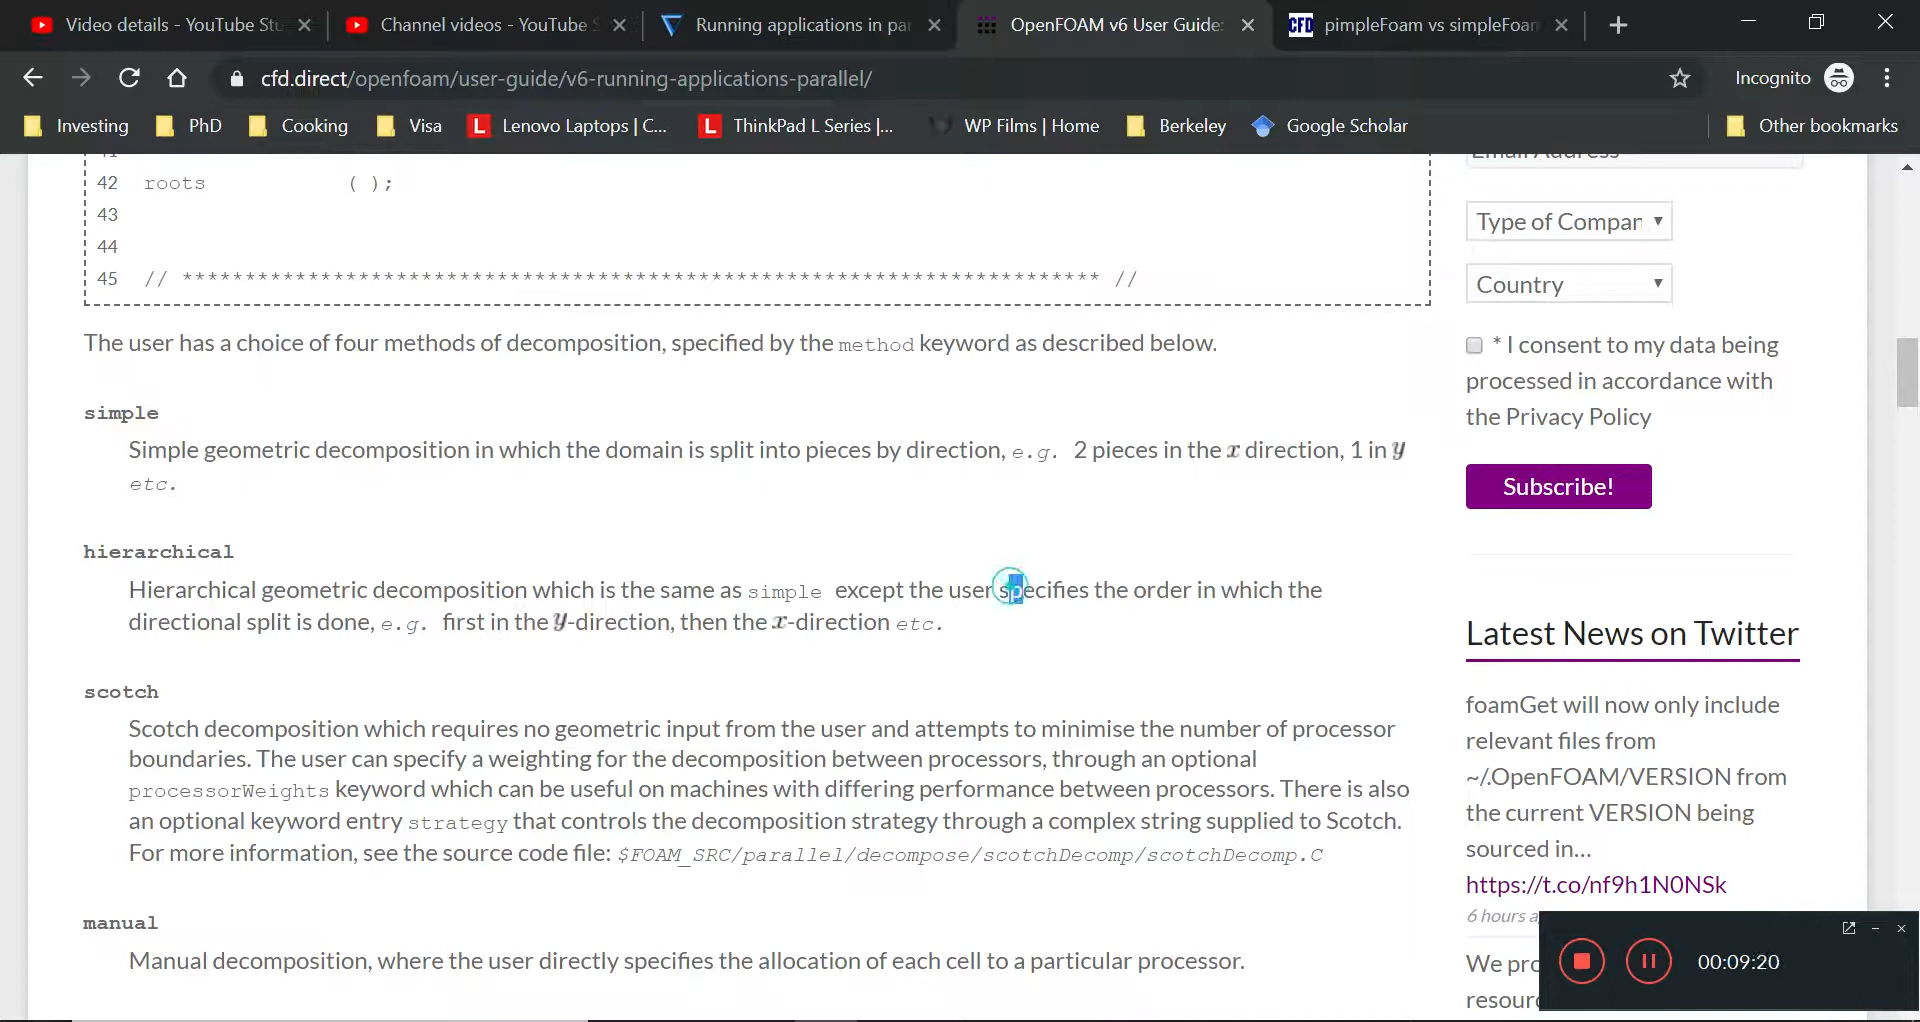 Video details - YouTube Stu
Channel videos - YouTube S
Running applications in par
OpenFOAM v6 User Guide:
CFD pimpleFoam vs simpleFoam
cfd.direct/openfoam/user-guide/v6-running-applications-parallel/
Incognito
Investing
PhD
Cooking
Visa
L Lenovo Laptops | C...
L ThinkPad L Series |...
WP Films | Home
Berkeley
Google Scholar
Other bookmarks
41
42 roots ( );
43
44
45 // ************************************************************************* //
The user has a choice of four methods of decomposition, specified by the method keyword as described below.
simple
Simple geometric decomposition in which the domain is split into pieces by direction, e.g. 2 pieces in the x direction, 1 in y
etc.
hierarchical
Hierarchical geometric decomposition which is the same as simple except the user specifies the order in which the
directional split is done, e.g. first in the y-direction, then the x-direction etc.
scotch
Scotch decomposition which requires no geometric input from the user and attempts to minimise the number of processor
boundaries. The user can specify a weighting for the decomposition between processors, through an optional
processorWeights keyword which can be useful on machines with differing performance between processors. There is also
an optional keyword entry strategy that controls the decomposition strategy through a complex string supplied to Scotch.
For more information, see the source code file: $FOAM_SRC/parallel/decompose/scotchDecomp/scotchDecomp.C
manual
Manual decomposition, where the user directly specifies the allocation of each cell to a particular processor.
Email Address
Type of Compan
Country
* I consent to my data being
processed in accordance with
the Privacy Policy
Subscribe!
Latest News on Twitter
foamGet will now only include
relevant files from
~/.OpenFOAM/VERSION from
the current VERSION being
sourced in...
https://t.co/nf9h1N0NSk
6 hours a
We pro
resourc
00:09:20